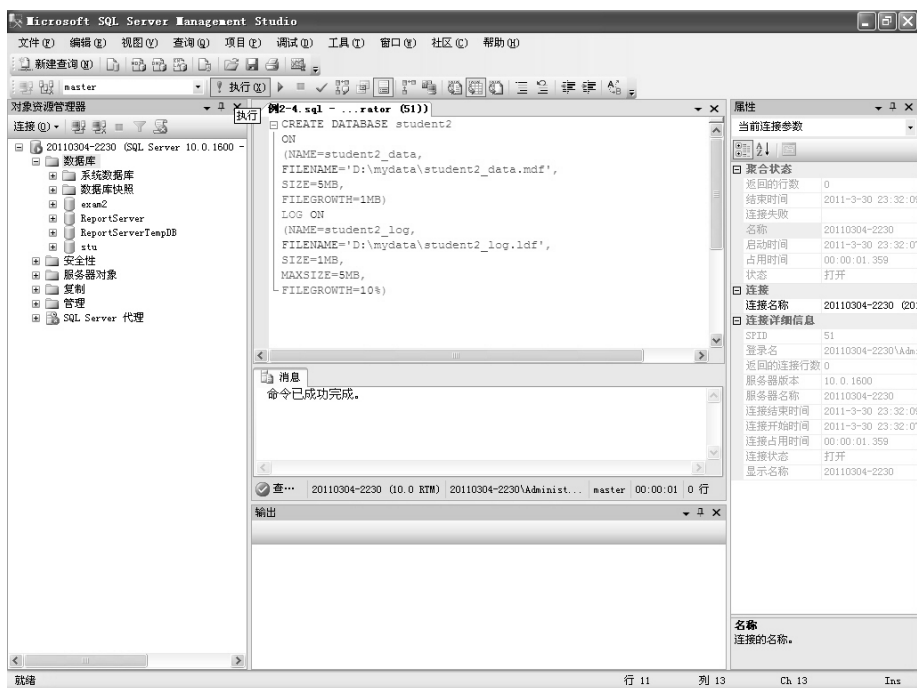 Microsoft SQL Server Management Studio
文件(F) 编辑(E) 视图(V) 查询(Q) 项目(P) 调试(D) 工具(T) 窗口(W) 社区(C) 帮助(H)
新建查询(N)
master
执行(X)
对象资源管理器
执行
连接(O)
20110304-2230 (SQL Server 10.0.1600 -
数据库
系统数据库
数据库快照
exam2
ReportServer
ReportServerTempDB
stu
安全性
服务器对象
复制
管理
SQL Server 代理
例2-4.sql - ...rator (51))
CREATE DATABASE student2
ON
(NAME=student2_data,
FILENAME='D:\mydata\student2_data.mdf',
SIZE=5MB,
FILEGROWTH=1MB)
LOG ON
(NAME=student2_log,
FILENAME='D:\mydata\student2_log.ldf',
SIZE=1MB,
MAXSIZE=5MB,
FILEGROWTH=10%)
消息
命令已成功完成。
查… 20110304-2230 (10.0 RTM) 20110304-2230\Administ... master 00:00:01 0 行
输出
属性
当前连接参数
聚合状态
返回的行数 0
结束时间 2011-3-30 23:32:09
连接失败
名称 20110304-2230
启动时间 2011-3-30 23:32:07
占用时间 00:00:01.359
状态 打开
连接
连接名称 20110304-2230 (201
连接详细信息
SPID 51
登录名 20110304-2230\Admi
返回的连接行数 0
服务器版本 10.0.1600
服务器名称 20110304-2230
连接结束时间 2011-3-30 23:32:09
连接开始时间 2011-3-30 23:32:07
连接占用时间 00:00:01.359
连接状态 打开
显示名称 20110304-2230
名称
连接的名称。
就绪 行 11 列 13 Ch 13 Ins